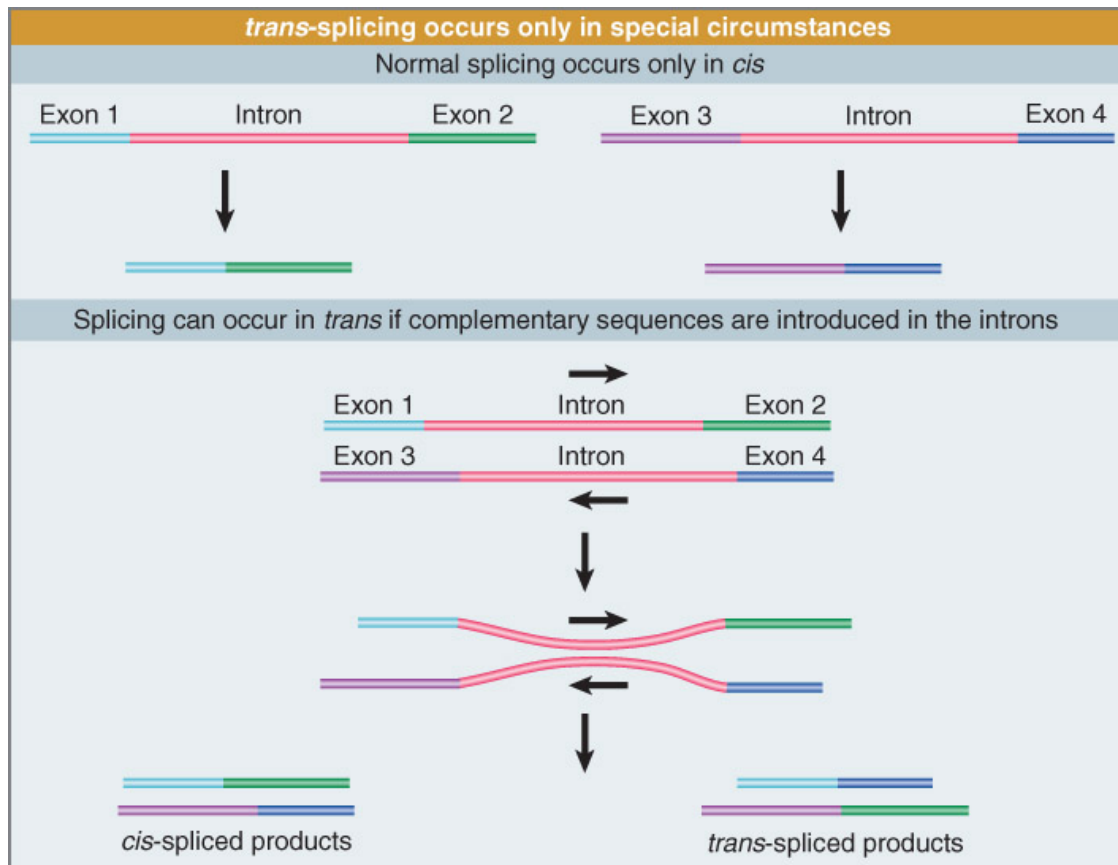 trans-splicing occurs only in special circumstances
Normal splicing occurs only in cis
Exon 1 Intron Exon 2 Exon 3 Intron Exon 4
Splicing can occur in trans if complementary sequences are introduced in the introns
Exon 1 Intron Exon 2
Exon 3 Intron Exon 4
cis-spliced products trans-spliced products